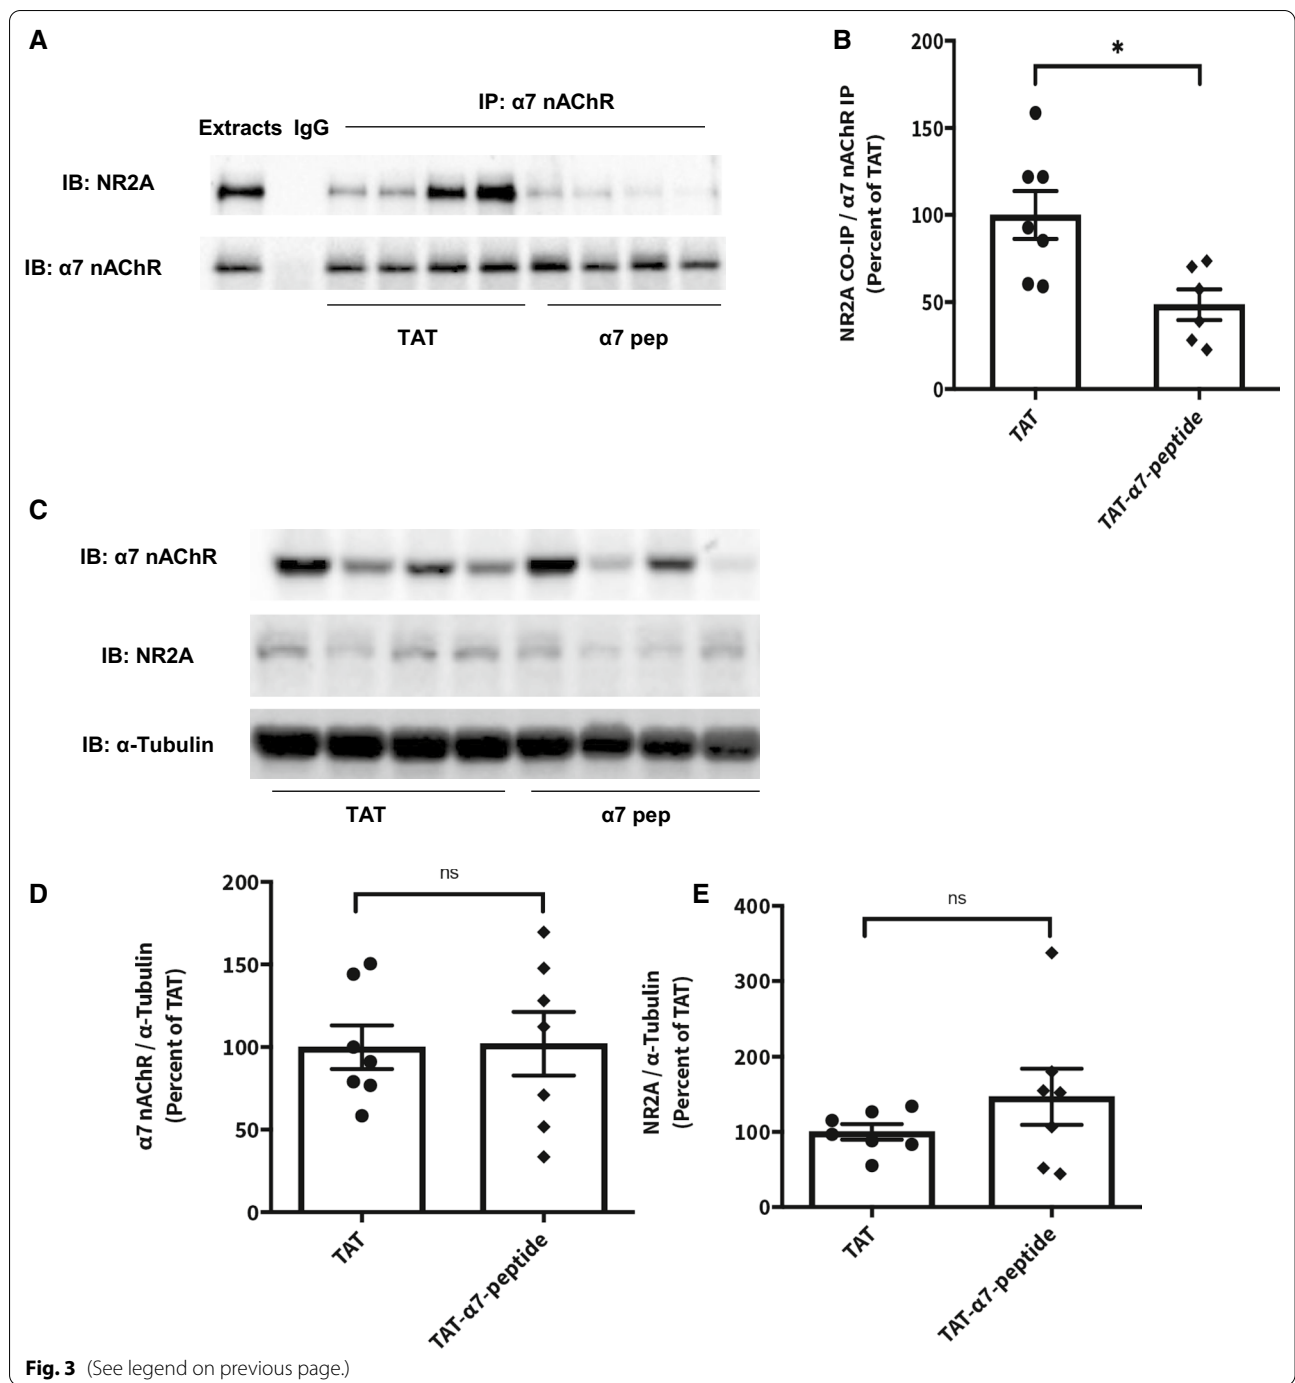 A
IP: α7 nAChR
Extracts IgG
IB: NR2A
IB: α7 nAChR
TAT
α7 pep
B
*
NR2A CO-IP / α7 nAChR IP
(Percent of TAT)
200
150
100
50
0
TAT
TAT-α7-peptide
C
IB: α7 nAChR
IB: NR2A
IB: α-Tubulin
TAT
α7 pep
D
ns
α7 nAChR / α-Tubulin
(Percent of TAT)
200
150
100
50
0
TAT
TAT-α7-peptide
E
ns
NR2A / α-Tubulin
(Percent of TAT)
400
300
200
100
0
TAT
TAT-α7-peptide
Fig. 3 (See legend on previous page.)